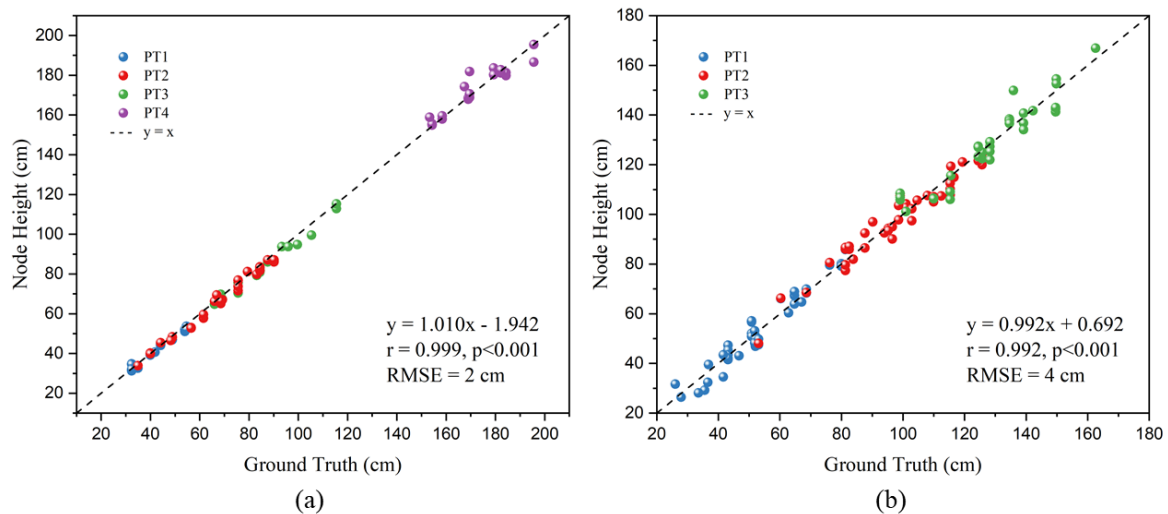 210
200
180
160
140
120
100
80
60
40
20
10
20
40
60
80
100
120
140
160
180
200
Node Height (cm)
Ground Truth (cm)
PT1
PT2
PT3
PT4
y = x
y = 1.010x - 1.942
r = 0.999, p<0.001
RMSE = 2 cm
(a)
180
160
140
120
100
80
60
40
20
20
40
60
80
100
120
140
160
180
Node Height (cm)
Ground Truth (cm)
PT1
PT2
PT3
y = x
y = 0.992x + 0.692
r = 0.992, p<0.001
RMSE = 4 cm
(b)